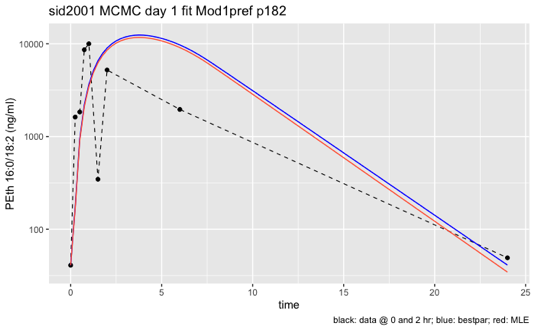 sid2001 MCMC day 1 fit Mod1pref p182
10000
1000
100
PEth 16:0/18:2 (ng/ml)
0 5 10 15 20 25
time
black: data @ 0 and 2 hr; blue: bestpar; red: MLE